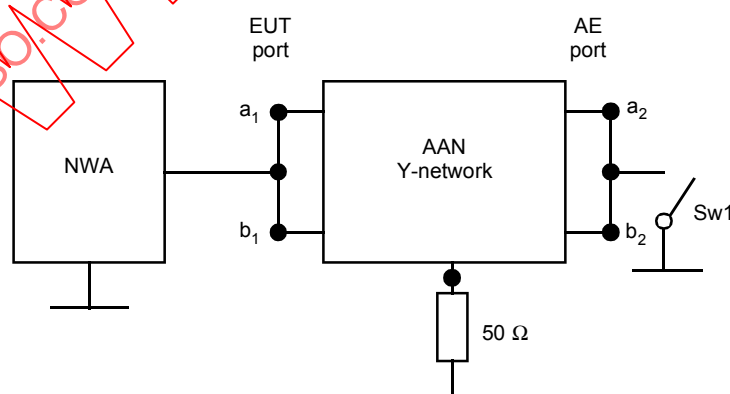 EUT
port
AE
port
a1
a2
NWA
AAN
Y-network
b1
b2
Sw1
50 Ω